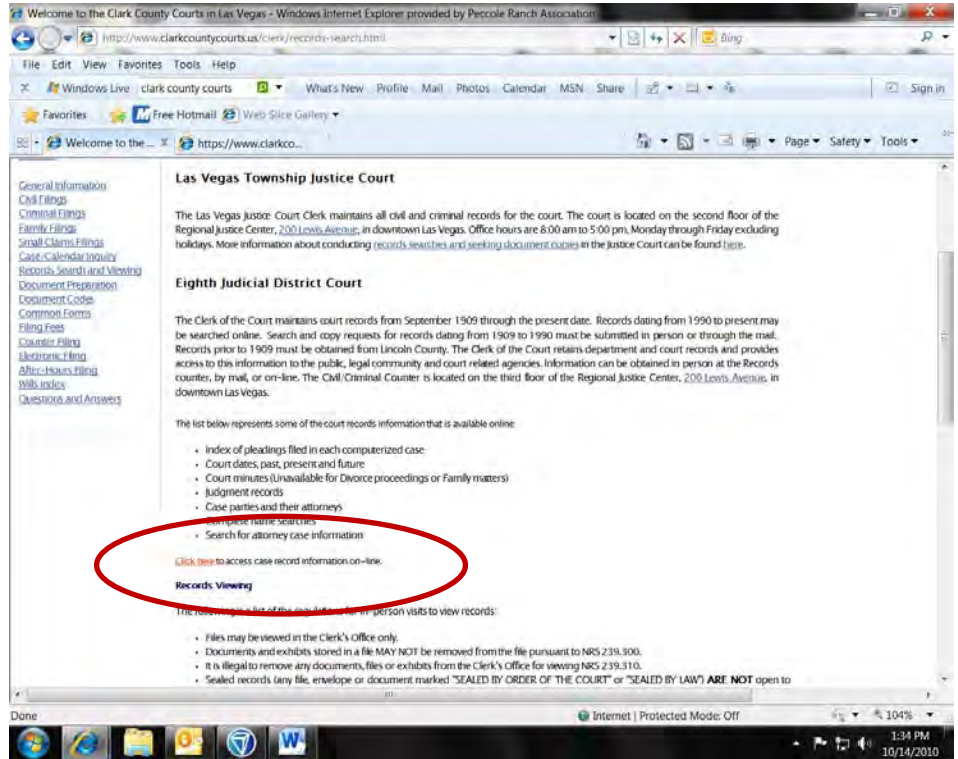 Welcome to the Clark County Courts in Las Vegas - Windows Internet Explorer provided by Peccole Ranch Association
http://www.clarkcountycourts.us/clerk/records-search.html
Bing
File Edit View Favorites Tools Help
Windows Live clark county courts What's New Profile Mail Photos Calendar MSN Share Sign in
Favorites Free Hotmail Web Slice Gallery
Welcome to the ... https://www.clarkco... Page Safety Tools
General Information
Civil Filings
Criminal Filings
Family Filings
Small Claims Filings
Case/Calendar Inquiry
Records Search and Viewing
Document Preparation
Document Codes
Common Forms
Filing Fees
Counter Filing
Electronic Filing
After-Hours Filing
Wills Index
Questions and Answers
Las Vegas Township Justice Court
The Las Vegas Justice Court Clerk maintains all civil and criminal records for the court. The court is located on the second floor of the
Regional Justice Center, 200 Lewis Avenue, in downtown Las Vegas. Office hours are 8:00 am to 5:00 pm, Monday through Friday excluding
holidays. More information about conducting records searches and seeking document copies in the Justice Court can be found here.
Eighth Judicial District Court
The Clerk of the Court maintains court records from September 1909 through the present date. Records dating from 1990 to present may
be searched online. Search and copy requests for records dating from 1909 to 1990 must be submitted in person or through the mail.
Records prior to 1909 must be obtained from Lincoln County. The Clerk of the Court retains department and court records and provides
access to this information to the public, legal community and court related agencies. Information can be obtained in person at the Records
counter, by mail, or on-line. The Civil/Criminal Counter is located on the third floor of the Regional Justice Center, 200 Lewis Avenue, in
downtown Las Vegas.
The list below represents some of the court records information that is available online
• Index of pleadings filed in each computerized case
• Court dates, past, present and future
• Court minutes (Unavailable for Divorce proceedings or Family matters)
• Judgment records
• Case parties and their attorneys
• Complete name searches
• Search for attorney case information
Click here to access case record information on-line.
Records Viewing
The following is a list of the regulations for in-person visits to view records:
• Files may be viewed in the Clerk's Office only.
• Documents and exhibits stored in a file MAY NOT be removed from the file pursuant to NRS 239.300.
• It is illegal to remove any documents, files or exhibits from the Clerk's Office for viewing NRS 239.310.
• Sealed records (any file, envelope or document marked "SEALED BY ORDER OF THE COURT" or "SEALED BY LAW") ARE NOT open to
Done Internet | Protected Mode: Off 104%
1:34 PM
10/14/2010